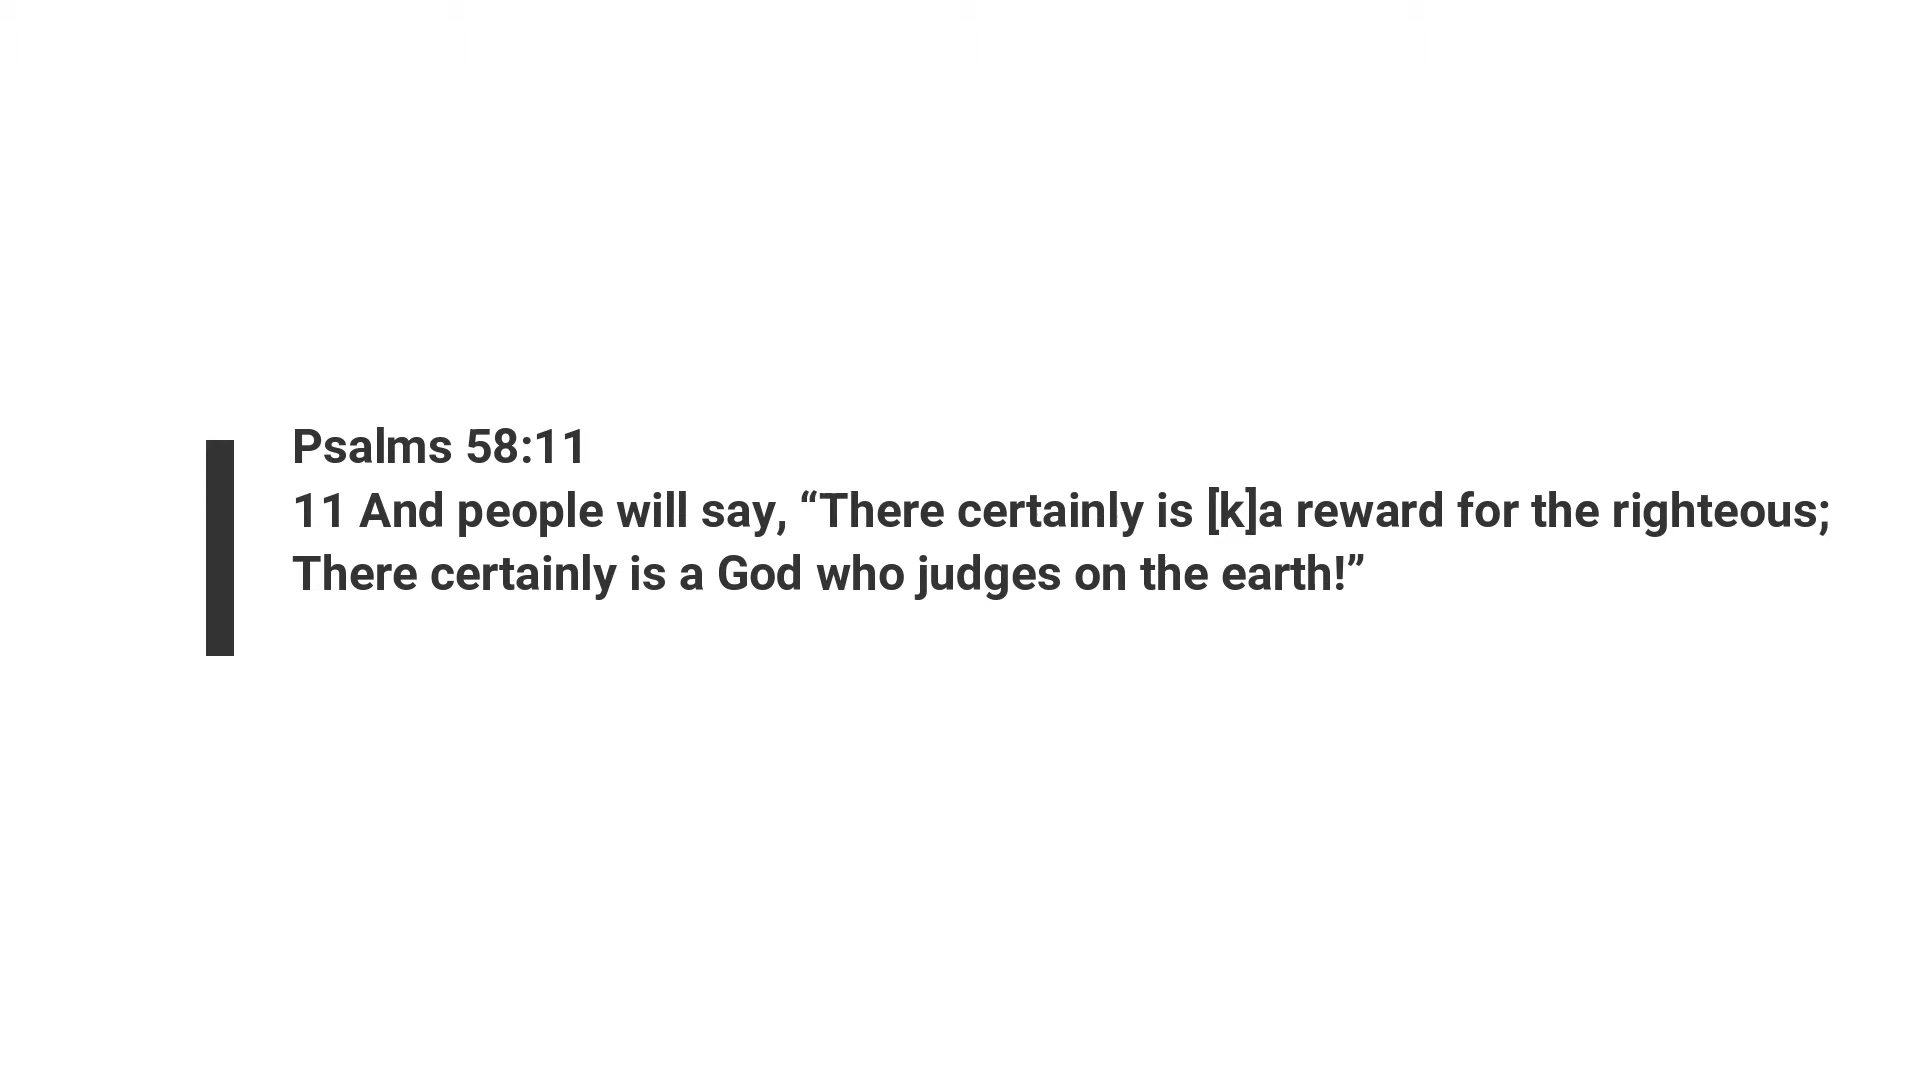 Psalms 58:11
11 And people will say, “There certainly is [k]a reward for the righteous;
There certainly is a God who judges on the earth!”